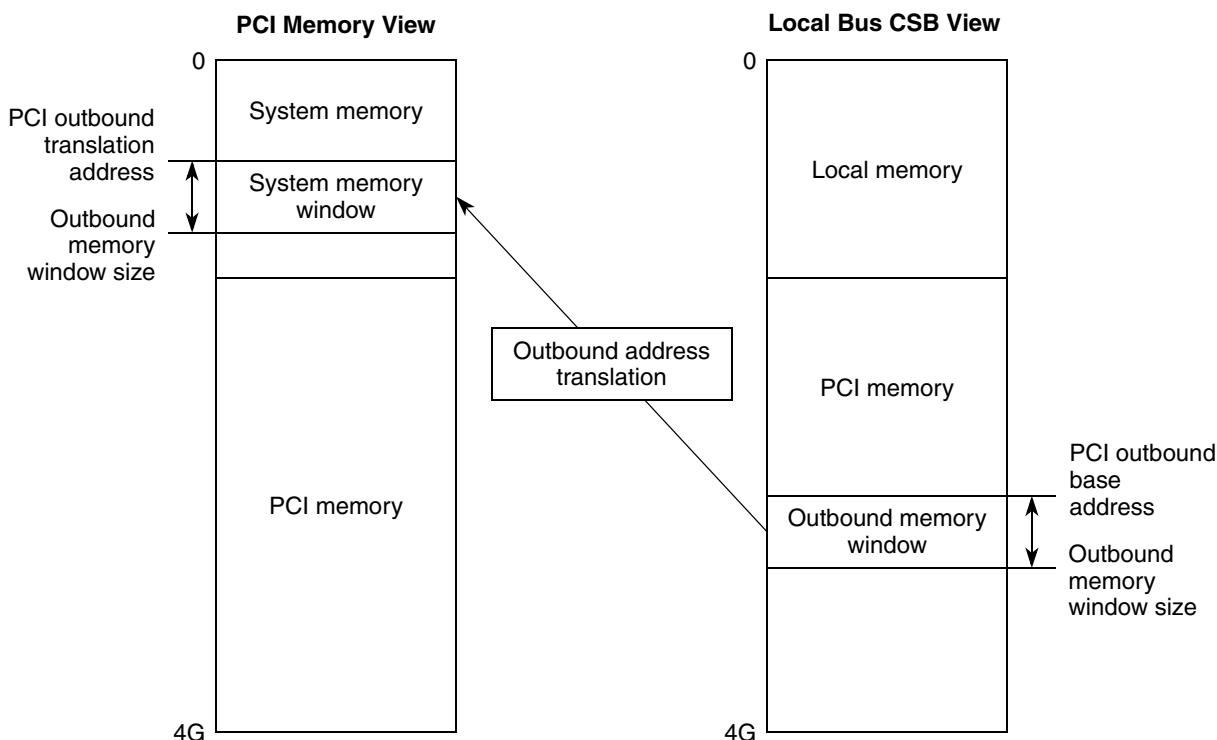 PCI Memory View
Local Bus CSB View
0
System memory
PCI outbound
translation
address
System memory
window
Outbound
memory
window size
PCI memory
4G
Outbound address
translation
0
Local memory
PCI memory
PCI outbound
base
address
Outbound memory
window
Outbound
memory
window size
4G